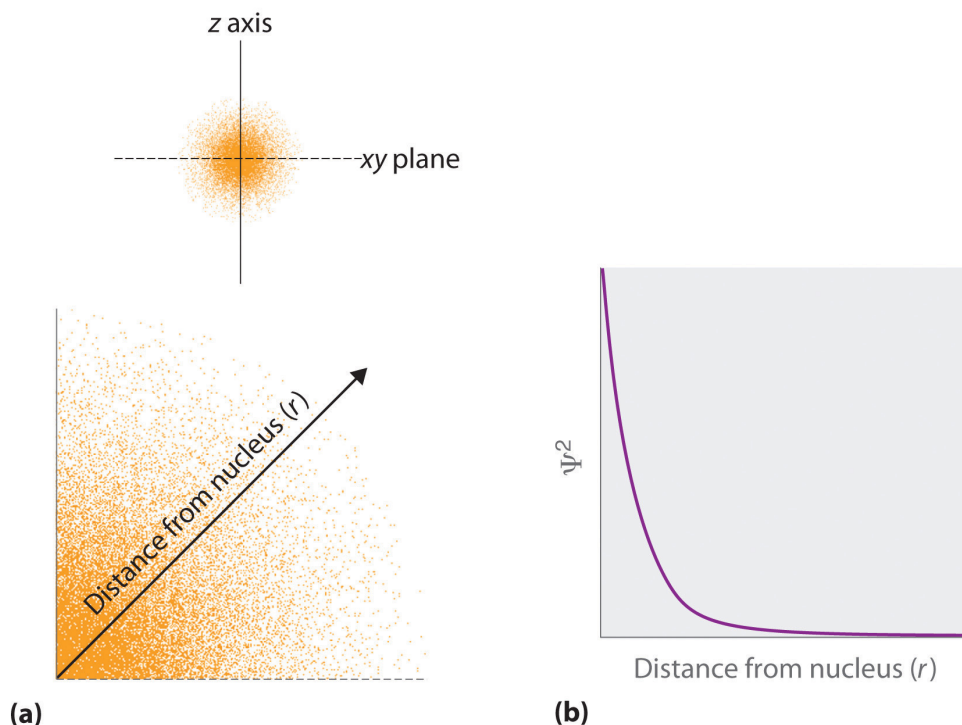 z axis
xy plane
Distance from nucleus (r)
(a)
Ψ²
Distance from nucleus (r)
(b)